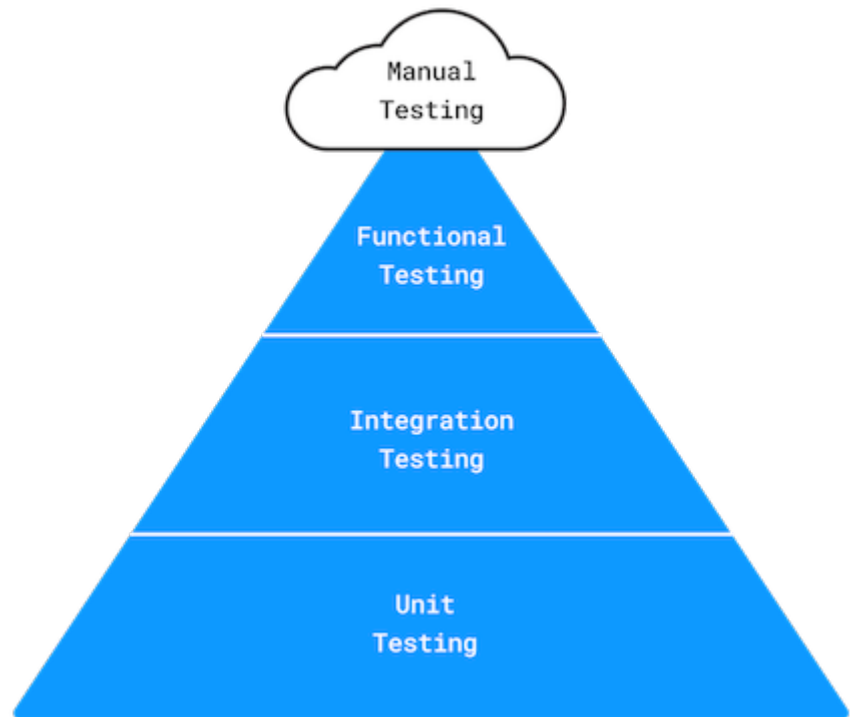 Manual
Testing
Functional
Testing
Integration
Testing
Unit
Testing